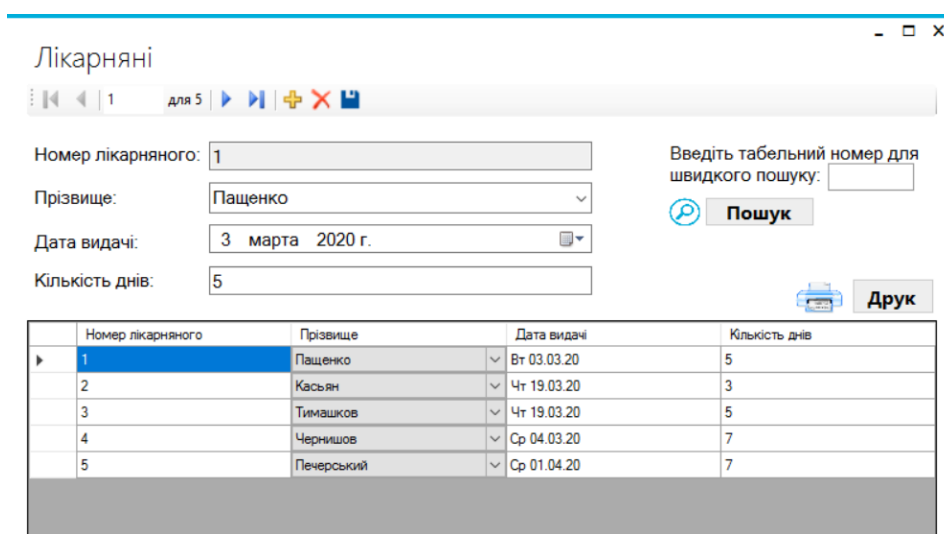 Лікарняні
1 для 5
Номер лікарняного: 1
Прізвище: Пащенко
Дата видачі: 3 марта 2020 г.
Кількість днів: 5
Введіть табельний номер для
швидкого пошуку:
Пошук
Друк
Номер лікарняного Прізвище Дата видачі Кількість днів
1 Пащенко Вт 03.03.20 5
2 Касьян Чт 19.03.20 3
3 Тимашков Чт 19.03.20 5
4 Чернишов Ср 04.03.20 7
5 Печерський Ср 01.04.20 7